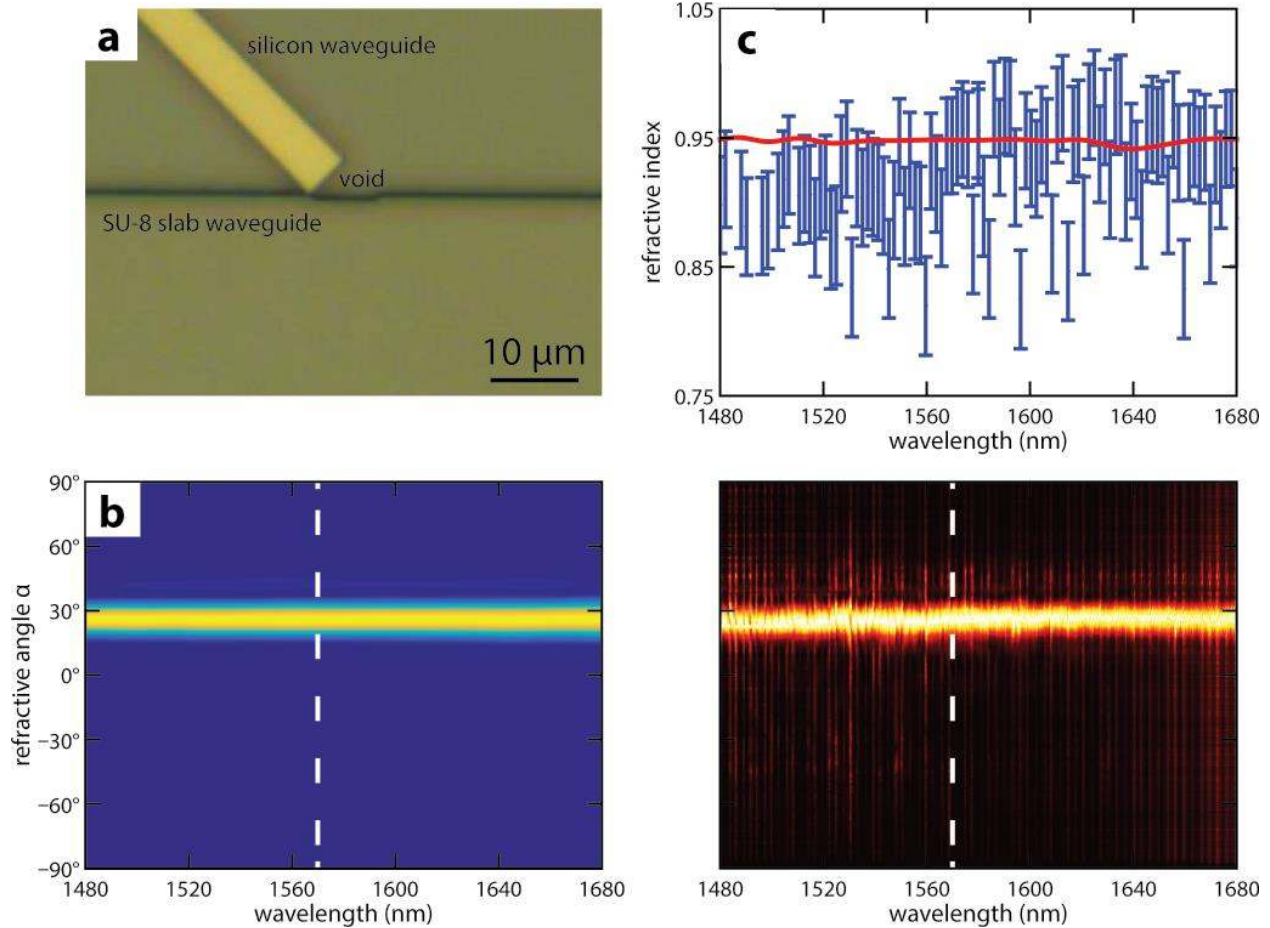 a
silicon waveguide
void
SU-8 slab waveguide
10 μm
c
1.05
0.95
0.85
0.75
refractive index
1480 1520 1560 1600 1640 1680
wavelength (nm)
b
90°
60°
30°
0°
−30°
−60°
−90°
refractive angle α
1480 1520 1560 1600 1640 1680
wavelength (nm)
1480 1520 1560 1600 1640 1680
wavelength (nm)